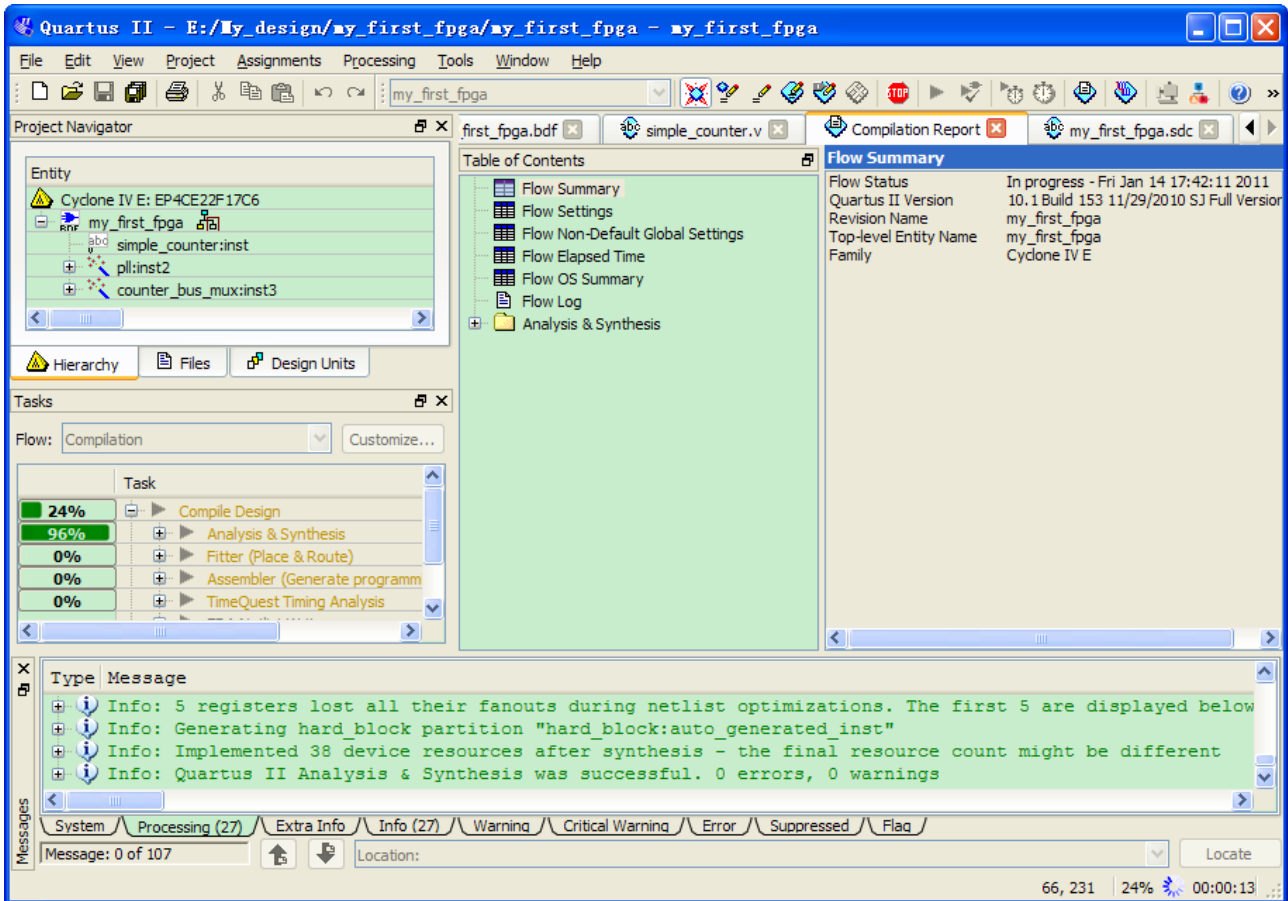 Quartus II - E:/My_design/my_first_fpga/my_first_fpga - my_first_fpga
File Edit View Project Assignments Processing Tools Window Help
my_first_fpga
STOP
»
Project Navigator
first_fpga.bdf simple_counter.v Compilation Report my_first_fpga.sdc
Entity
Cyclone IV E: EP4CE22F17C6
BDF my_first_fpga
abc simple_counter:inst
pll:inst2
counter_bus_mux:inst3
Hierarchy Files Design Units
Table of Contents
Flow Summary
Flow Settings
Flow Non-Default Global Settings
Flow Elapsed Time
Flow OS Summary
Flow Log
Analysis & Synthesis
Flow Summary
Flow Status In progress - Fri Jan 14 17:42:11 2011
Quartus II Version 10.1 Build 153 11/29/2010 SJ Full Version
Revision Name my_first_fpga
Top-level Entity Name my_first_fpga
Family Cyclone IV E
Tasks
Flow: Compilation Customize...
Task
24% Compile Design
96% Analysis & Synthesis
0% Fitter (Place & Route)
0% Assembler (Generate programm
0% TimeQuest Timing Analysis
Type Message
Info: 5 registers lost all their fanouts during netlist optimizations. The first 5 are displayed below
Info: Generating hard_block partition "hard_block:auto_generated_inst"
Info: Implemented 38 device resources after synthesis - the final resource count might be different
Info: Quartus II Analysis & Synthesis was successful. 0 errors, 0 warnings
System Processing (27) Extra Info Info (27) Warning Critical Warning Error Suppressed Flag
Messages
Message: 0 of 107 Location: Locate
66, 231 24% 00:00:13